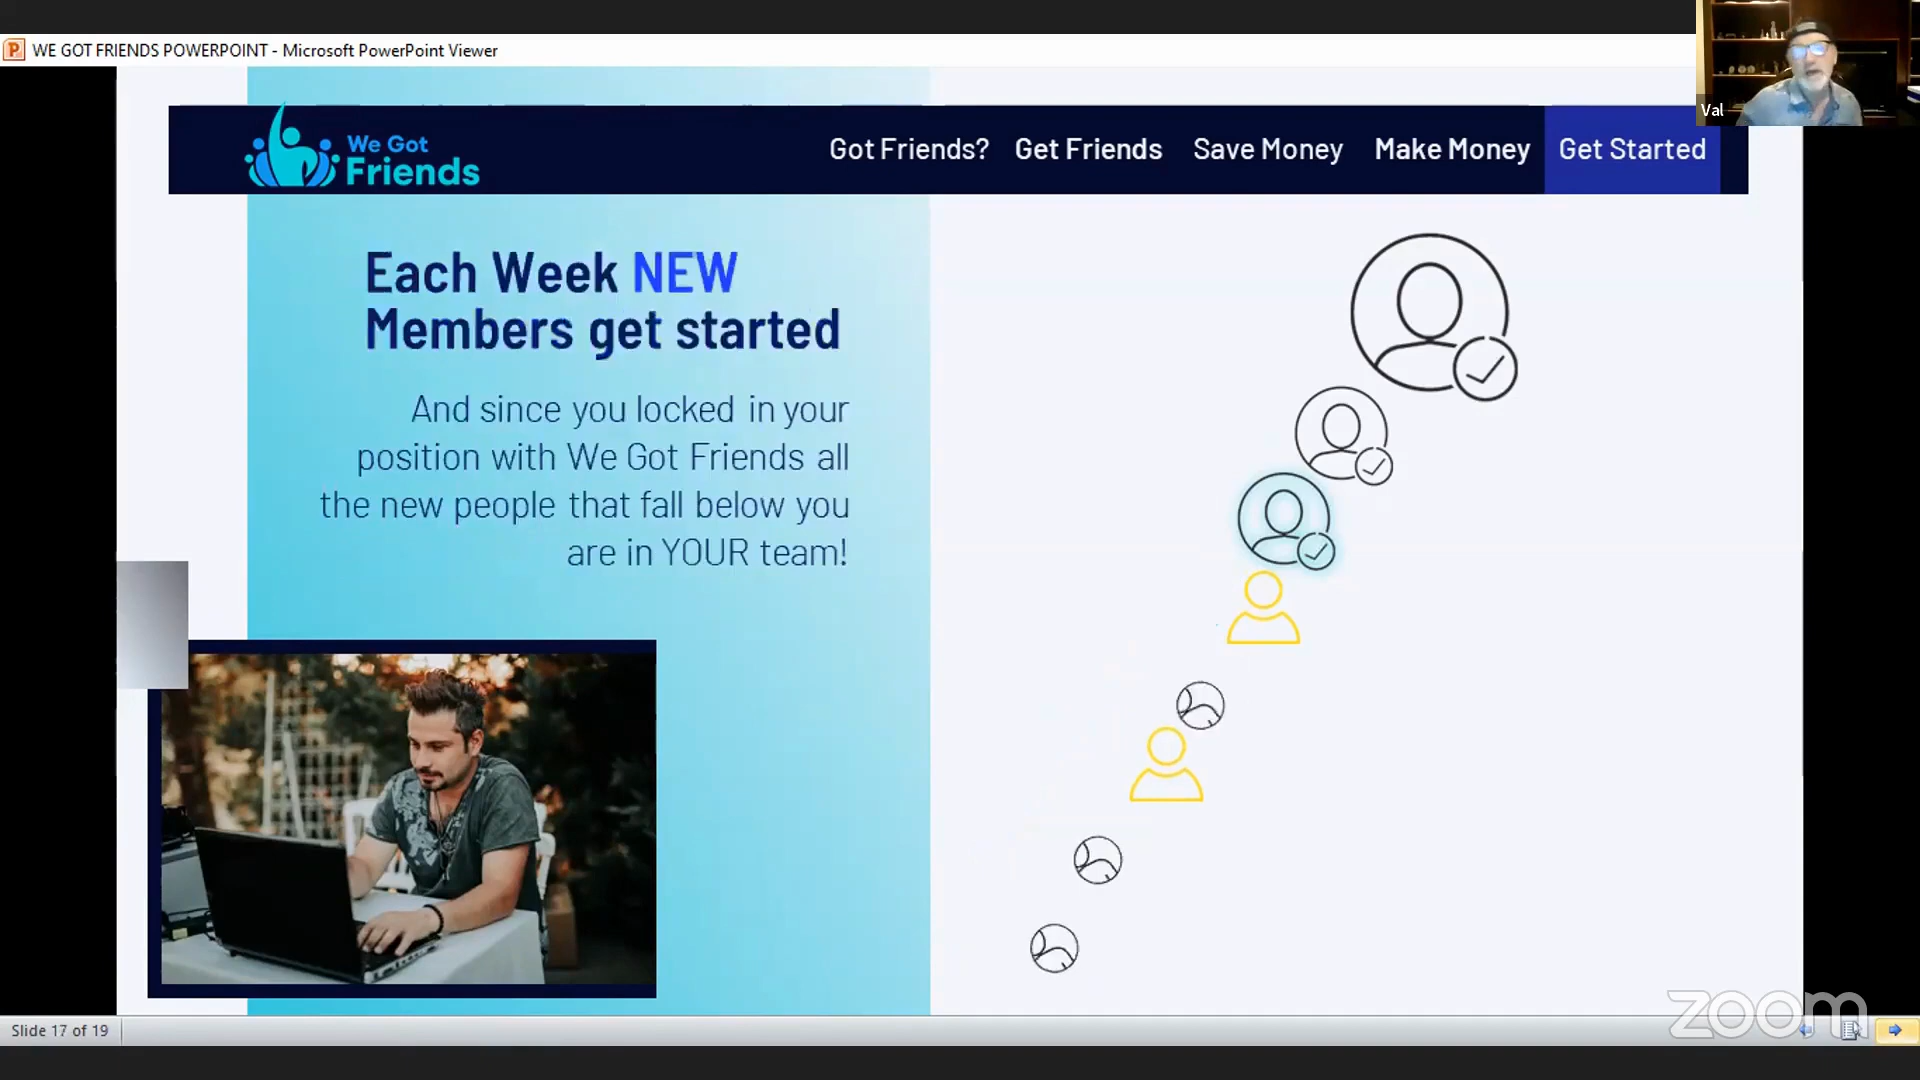 WE GOT FRIENDS POWERPOINT - Microsoft PowerPoint Viewer
Val
We Got
Friends
Got Friends? Get Friends Save Money Make Money Get Started
Each Week NEW
Members get started
And since you locked in your
position with We Got Friends all
the new people that fall below you
are in YOUR team!
Slide 17 of 19
zoom